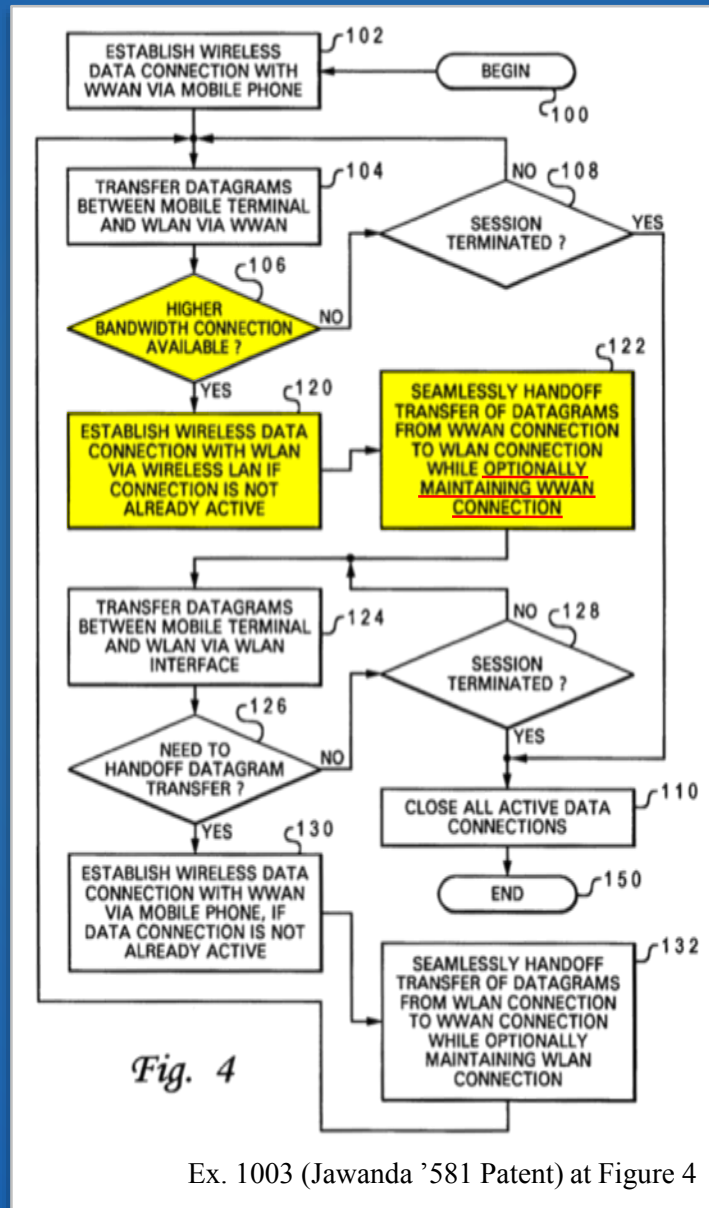 102
ESTABLISH WIRELESS
DATA CONNECTION WITH
WWAN VIA MOBILE PHONE
BEGIN
100
104
TRANSFER DATAGRAMS
BETWEEN MOBILE TERMINAL
AND WLAN VIA WWAN
NO
108
SESSION
TERMINATED ?
YES
106
HIGHER
BANDWIDTH CONNECTION
AVAILABLE ?
NO
YES
120
ESTABLISH WIRELESS DATA
CONNECTION WITH WLAN
VIA WIRELESS LAN IF
CONNECTION IS NOT
ALREADY ACTIVE
122
SEAMLESSLY HANDOFF
TRANSFER OF DATAGRAMS
FROM WWAN CONNECTION
TO WLAN CONNECTION
WHILE OPTIONALLY
MAINTAINING WWAN
CONNECTION
TRANSFER DATAGRAMS
BETWEEN MOBILE TERMINAL
AND WLAN VIA WLAN
INTERFACE
124
NO
128
SESSION
TERMINATED ?
YES
126
NEED TO
HANDOFF DATAGRAM
TRANSFER ?
NO
YES
110
CLOSE ALL ACTIVE DATA
CONNECTIONS
END
150
130
ESTABLISH WIRELESS DATA
CONNECTION WITH WWAN
VIA MOBILE PHONE, IF
DATA CONNECTION IS NOT
ALREADY ACTIVE
132
SEAMLESSLY HANDOFF
TRANSFER OF DATAGRAMS
FROM WLAN CONNECTION
TO WWAN CONNECTION
WHILE OPTIONALLY
MAINTAINING WLAN
CONNECTION
Fig. 4
Ex. 1003 (Jawanda ’581 Patent) at Figure 4